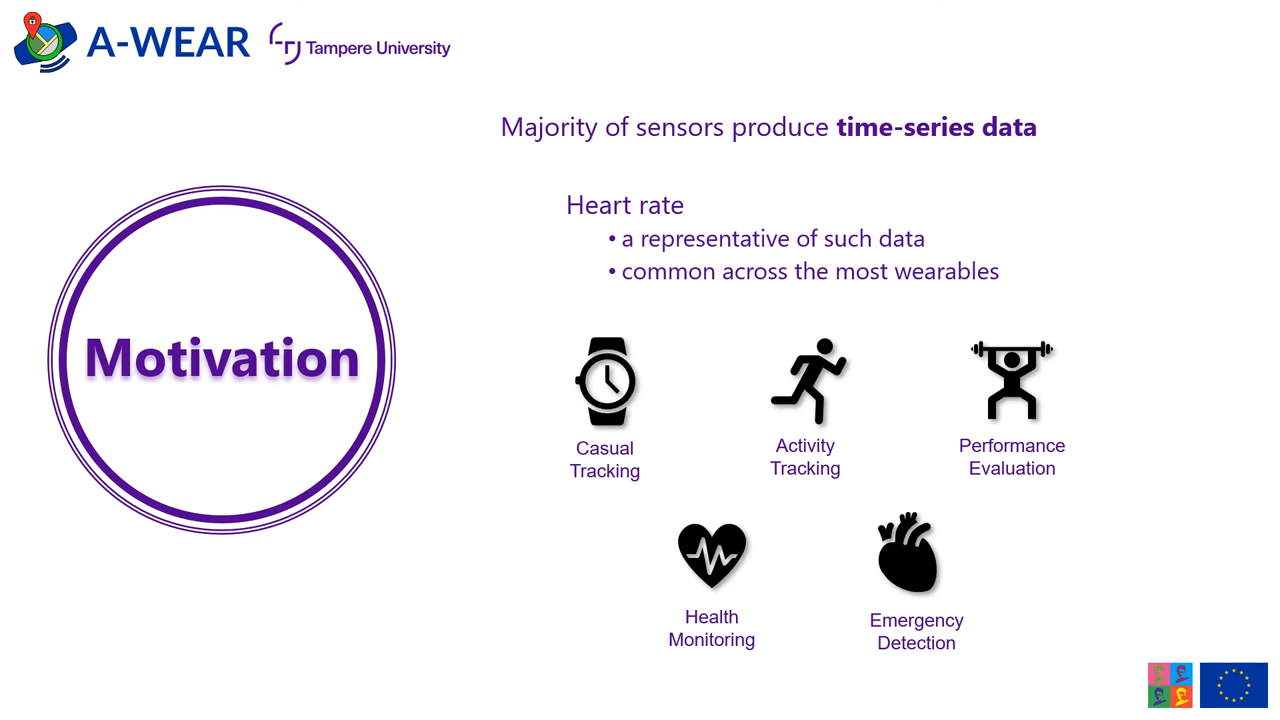 A-WEAR
Tampere University
Majority of sensors produce time-series data
Heart rate
• a representative of such data
• common across the most wearables
Motivation
Casual
Tracking
Activity
Tracking
Performance
Evaluation
Health
Monitoring
Emergency
Detection